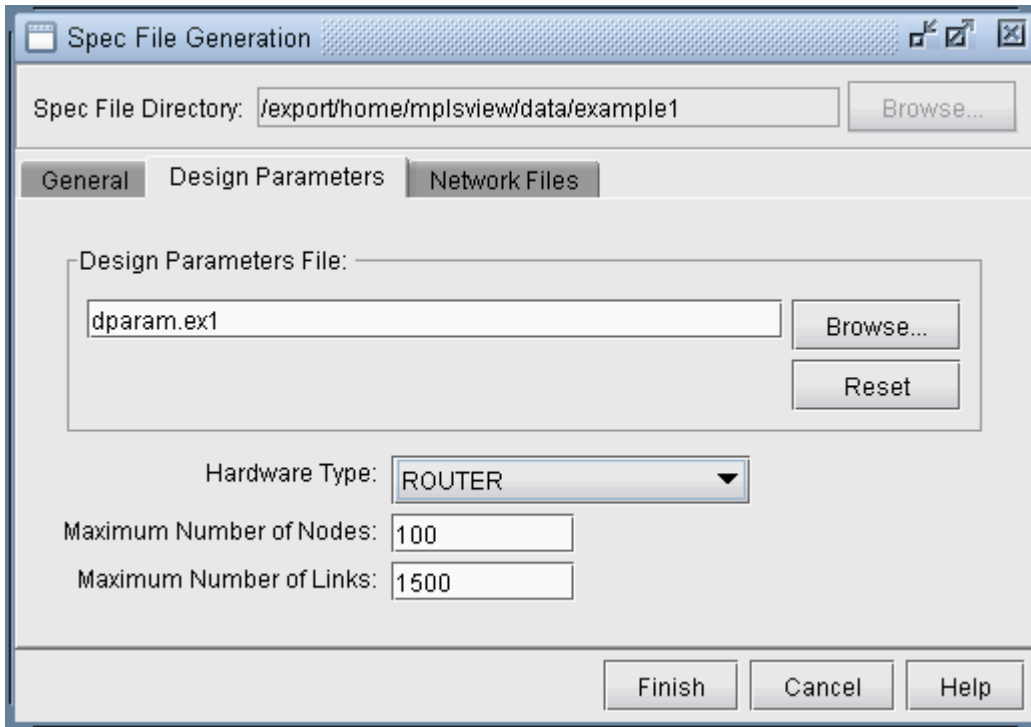 Spec File Generation
Spec File Directory: /export/home/mplsview/data/example1 Browse...
General Design Parameters Network Files
Design Parameters File:
dparam.ex1 Browse...
Reset
Hardware Type: ROUTER
Maximum Number of Nodes: 100
Maximum Number of Links: 1500
Finish Cancel Help